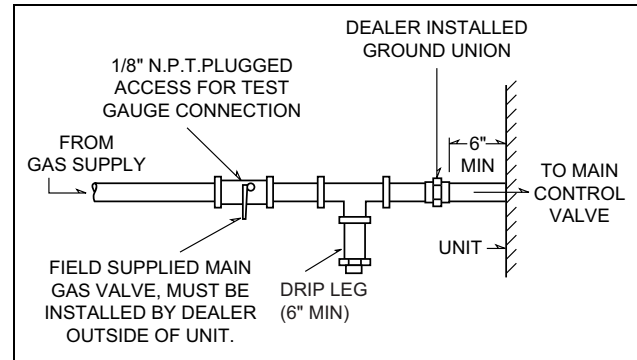 DEALER INSTALLED
GROUND UNION
1/8" N.P.T.PLUGGED
ACCESS FOR TEST
GAUGE CONNECTION
FROM
GAS SUPPLY
6"
MIN
TO MAIN
CONTROL
VALVE
UNIT
FIELD SUPPLIED MAIN
GAS VALVE, MUST BE
INSTALLED BY DEALER
OUTSIDE OF UNIT.
DRIP LEG
(6" MIN)